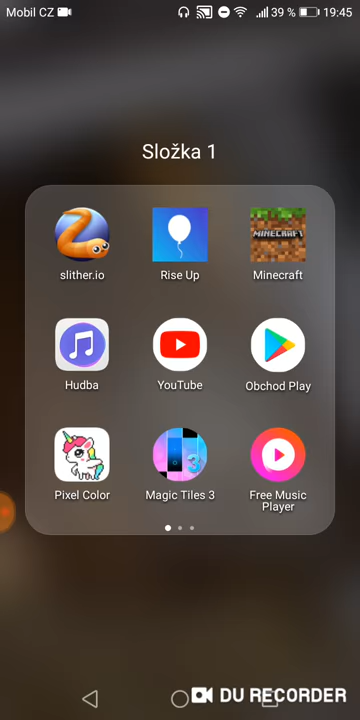 Mobil CZ
39 %
19:45
Složka 1
slither.io
Rise Up
MINECRAFT
Minecraft
Hudba
YouTube
Obchod Play
3
Pixel Color
Magic Tiles 3
Free Music
Player
DU RECORDER